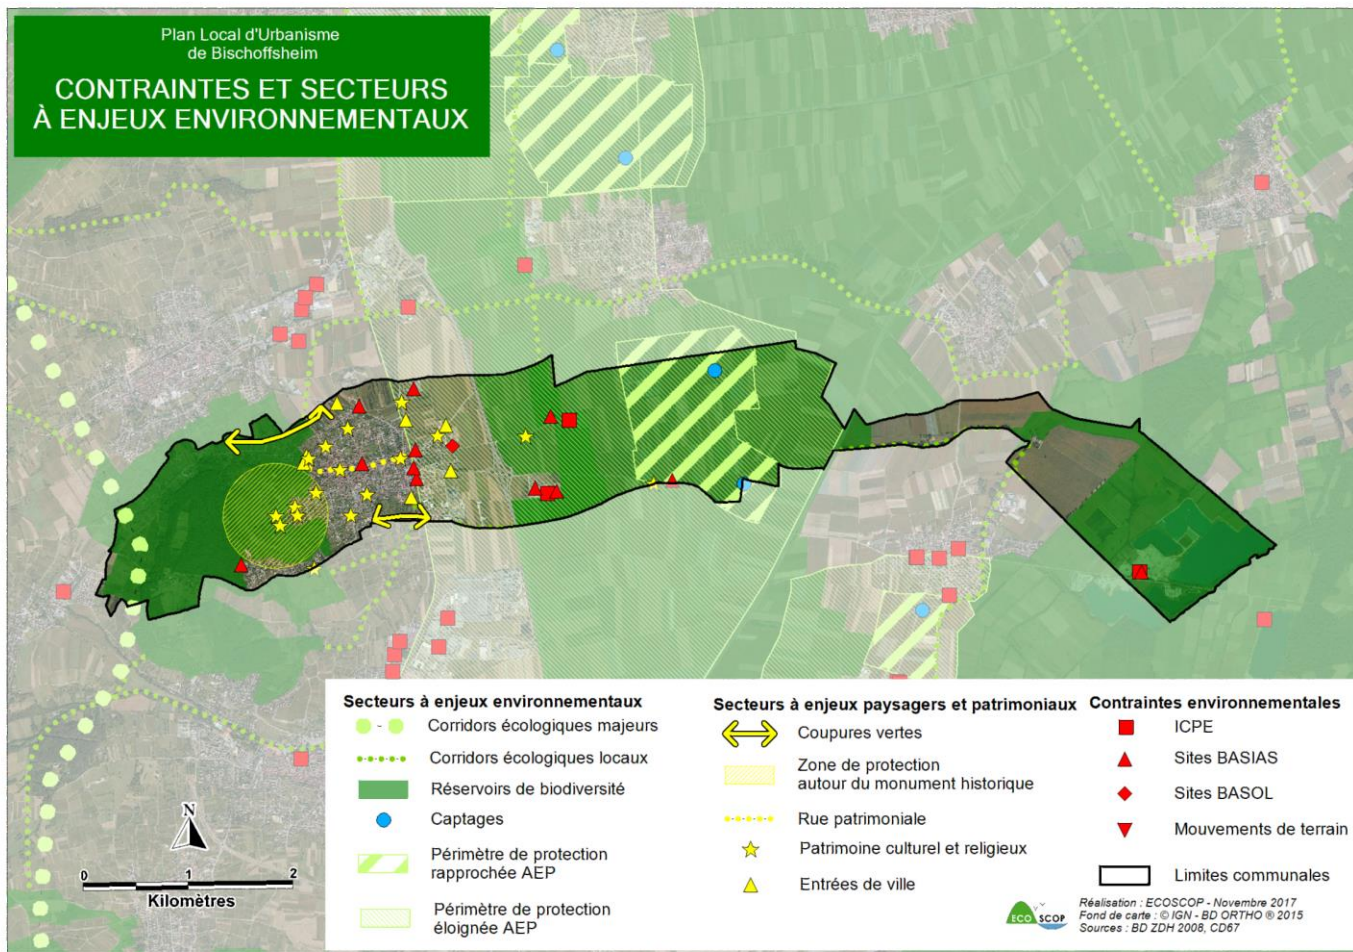 Plan Local d'Urbanisme
de Bischoffsheim
CONTRAINTES ET SECTEURS
À ENJEUX ENVIRONNEMENTAUX
Secteurs à enjeux environnementaux
Corridors écologiques majeurs
Corridors écologiques locaux
Réservoirs de biodiversité
Captages
Périmètre de protection
rapprochée AEP
Périmètre de protection
éloignée AEP
Secteurs à enjeux paysagers et patrimoniaux
Coupures vertes
Zone de protection
autour du monument historique
Rue patrimoniale
Patrimoine culturel et religieux
Entrées de ville
Contraintes environnementales
ICPE
Sites BASIAS
Sites BASOL
Mouvements de terrain
Limites communales
N
0 1 2
Kilomètres
ECO SCOP
Réalisation : ECOSCOP - Novembre 2017
Fond de carte : © IGN - BD ORTHO ® 2015
Sources : BD ZDH 2008, CD67